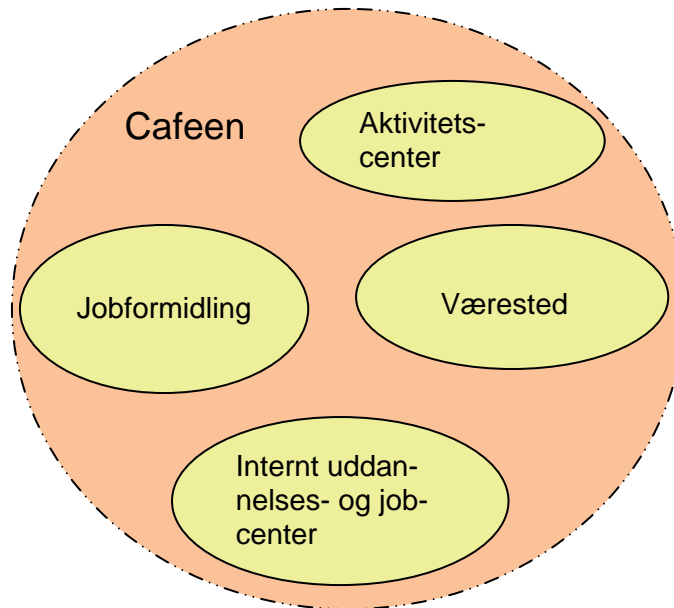 Cafeen
Aktivitets-
center
Jobformidling
Værested
Internt uddan-
nelses- og job-
center